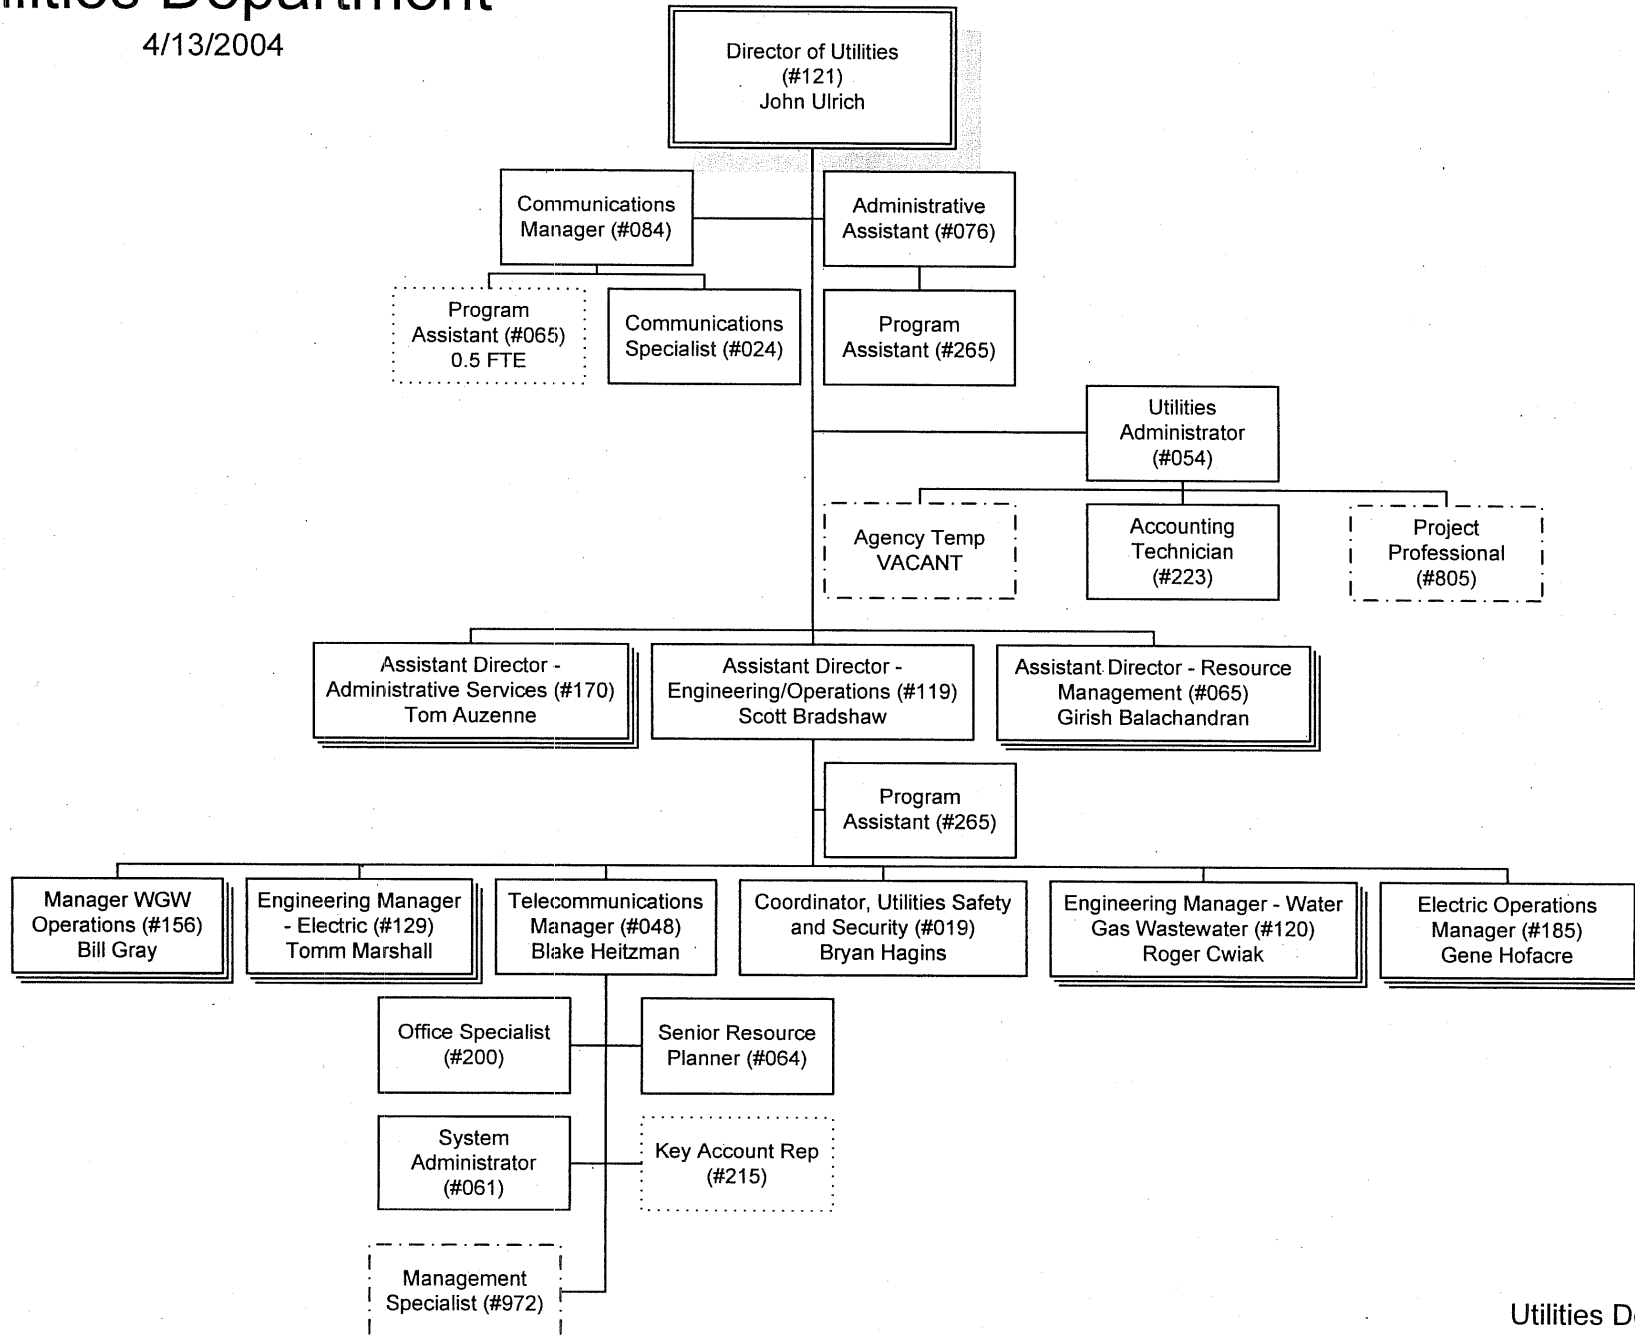 Department
4/13/2004
Director of Utilities
(#121)
John Ulrich
Communications
Manager (#084)
Administrative
Assistant (#076)
Program
Assistant (#065)
0.5 FTE
Communications
Specialist (#024)
Program
Assistant (#265)
Utilities
Administrator
(#054)
Agency Temp
VACANT
Accounting
Technician
(#223)
Project
Professional
(#805)
Assistant Director -
Administrative Services (#170)
Tom Auzenne
Assistant Director -
Engineering/Operations (#119)
Scott Bradshaw
Assistant Director - Resource
Management (#065)
Girish Balachandran
Program
Assistant (#265)
Manager WGW
Operations (#156)
Bill Gray
Engineering Manager
- Electric (#129)
Tomm Marshall
Telecommunications
Manager (#048)
Blake Heitzman
Coordinator, Utilities Safety
and Security (#019)
Bryan Hagins
Engineering Manager - Water
Gas Wastewater (#120)
Roger Cwiak
Electric Operations
Manager (#185)
Gene Hofacre
Office Specialist
(#200)
Senior Resource
Planner (#064)
System
Administrator
(#061)
Key Account Rep
(#215)
Management
Specialist (#972)
Utilities